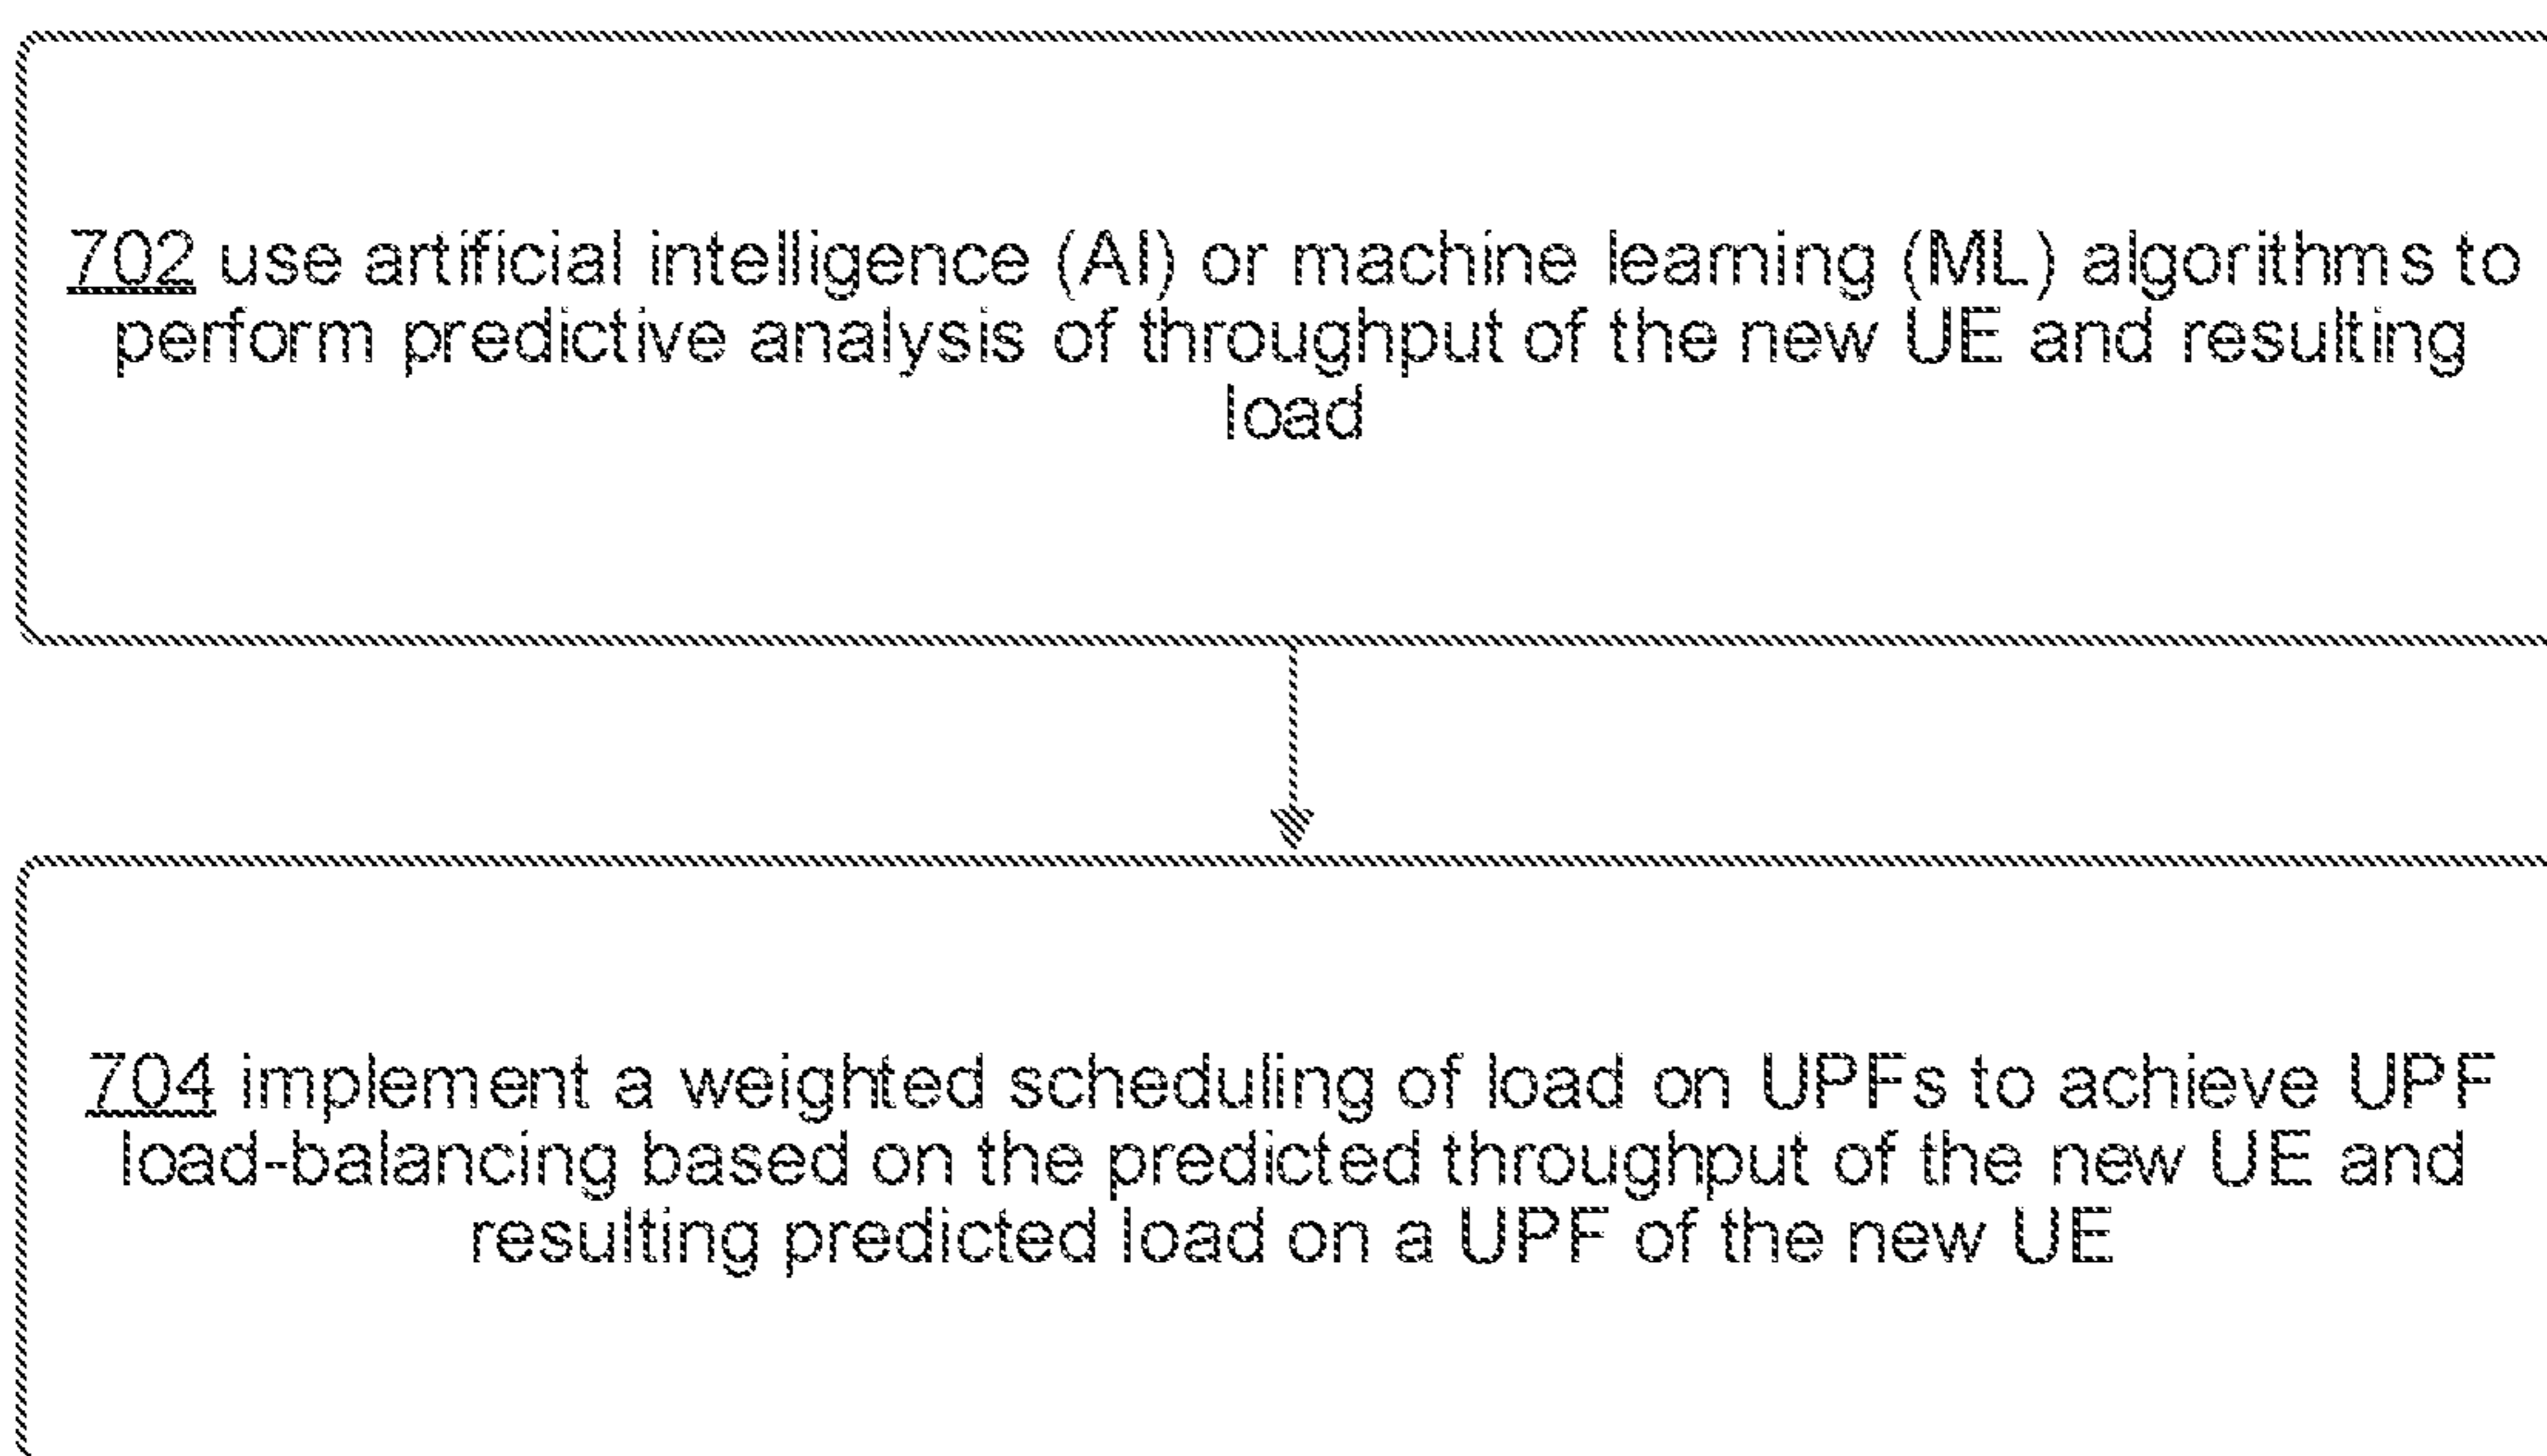 702 use artificial intelligence (AI) or machine learning (ML) algorithms to
perform predictive analysis of throughput of the new UE and resulting
load
704 implement a weighted scheduling of load on UPFs to achieve UPF
load-balancing based on the predicted throughput of the new UE and
resulting predicted load on a UPF of the new UE